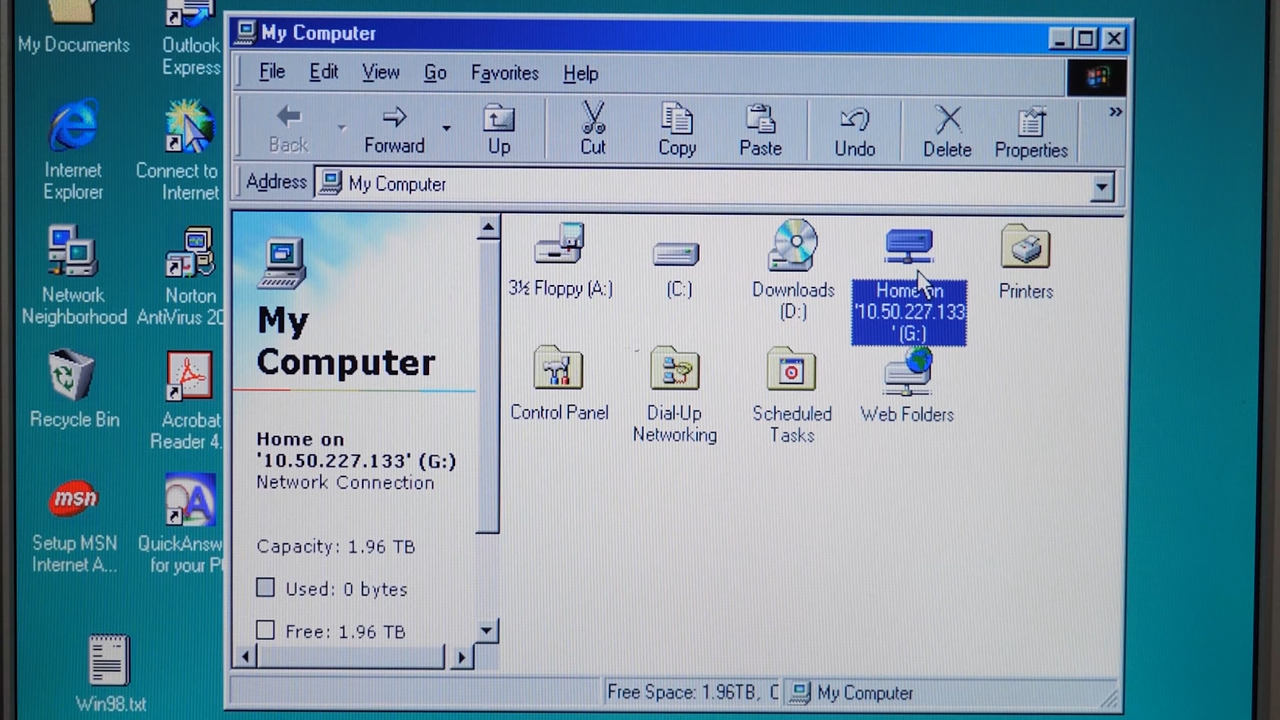 My Documents
Outlook
Express
Internet
Explorer
Connect to
Internet
Network
Neighborhood
Norton
AntiVirus 20
Recycle Bin
Acrobat
Reader 4.
msn
Setup MSN
Internet A...
QuickAnsw
for your P
Win98.txt
My Computer
File Edit View Go Favorites Help
Back Forward Up Cut Copy Paste Undo Delete Properties »
Address My Computer
My
Computer
Home on
'10.50.227.133' (G:)
Network Connection
Capacity: 1.96 TB
Used: 0 bytes
Free: 1.96 TB
3½ Floppy (A:)
(C:)
Downloads
(D:)
Home on
'10.50.227.133
' (G:)
Printers
Control Panel
Dial-Up
Networking
Scheduled
Tasks
Web Folders
Free Space: 1.96TB, C
My Computer